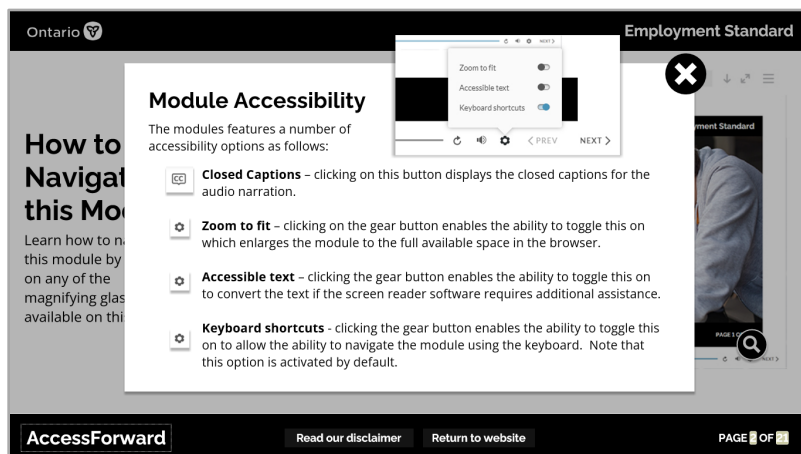 Ontario
Employment Standard
NEXT >
Zoom to fit
Accessible text
Keyboard shortcuts
< PREV
NEXT >
Module Accessibility
The modules features a number of
accessibility options as follows:
CC
Closed Captions – clicking on this button displays the closed captions for the
audio narration.
Zoom to fit – clicking on the gear button enables the ability to toggle this on
which enlarges the module to the full available space in the browser.
Accessible text – clicking the gear button enables the ability to toggle this on
to convert the text if the screen reader software requires additional assistance.
Keyboard shortcuts - clicking the gear button enables the ability to toggle this
on to allow the ability to navigate the module using the keyboard. Note that
this option is activated by default.
How to
Navigat
this Mo
Learn how to n
this module by
on any of the
magnifying glas
available on thi
yment Standard
PAGE 1 O
NEXT >
AccessForward
Read our disclaimer
Return to website
PAGE 2 OF 21